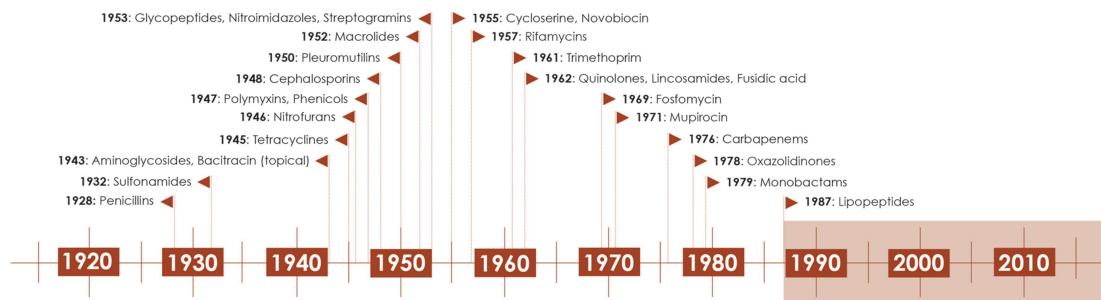 1953: Glycopeptides, Nitroimidazoles, Streptogramins
1952: Macrolides
1950: Pleuromutilins
1948: Cephalosporins
1947: Polymyxins, Phenicols
1946: Nitrofurans
1945: Tetracyclines
1943: Aminoglycosides, Bacitracin (topical)
1932: Sulfonamides
1928: Penicillins
1955: Cycloserine, Novobiocin
1957: Rifamycins
1961: Trimethoprim
1962: Quinolones, Lincosamides, Fusidic acid
1969: Fosfomycin
1971: Mupirocin
1976: Carbapenems
1978: Oxazolidinones
1979: Monobactams
1987: Lipopeptides
1920 1930 1940 1950 1960 1970 1980 1990 2000 2010